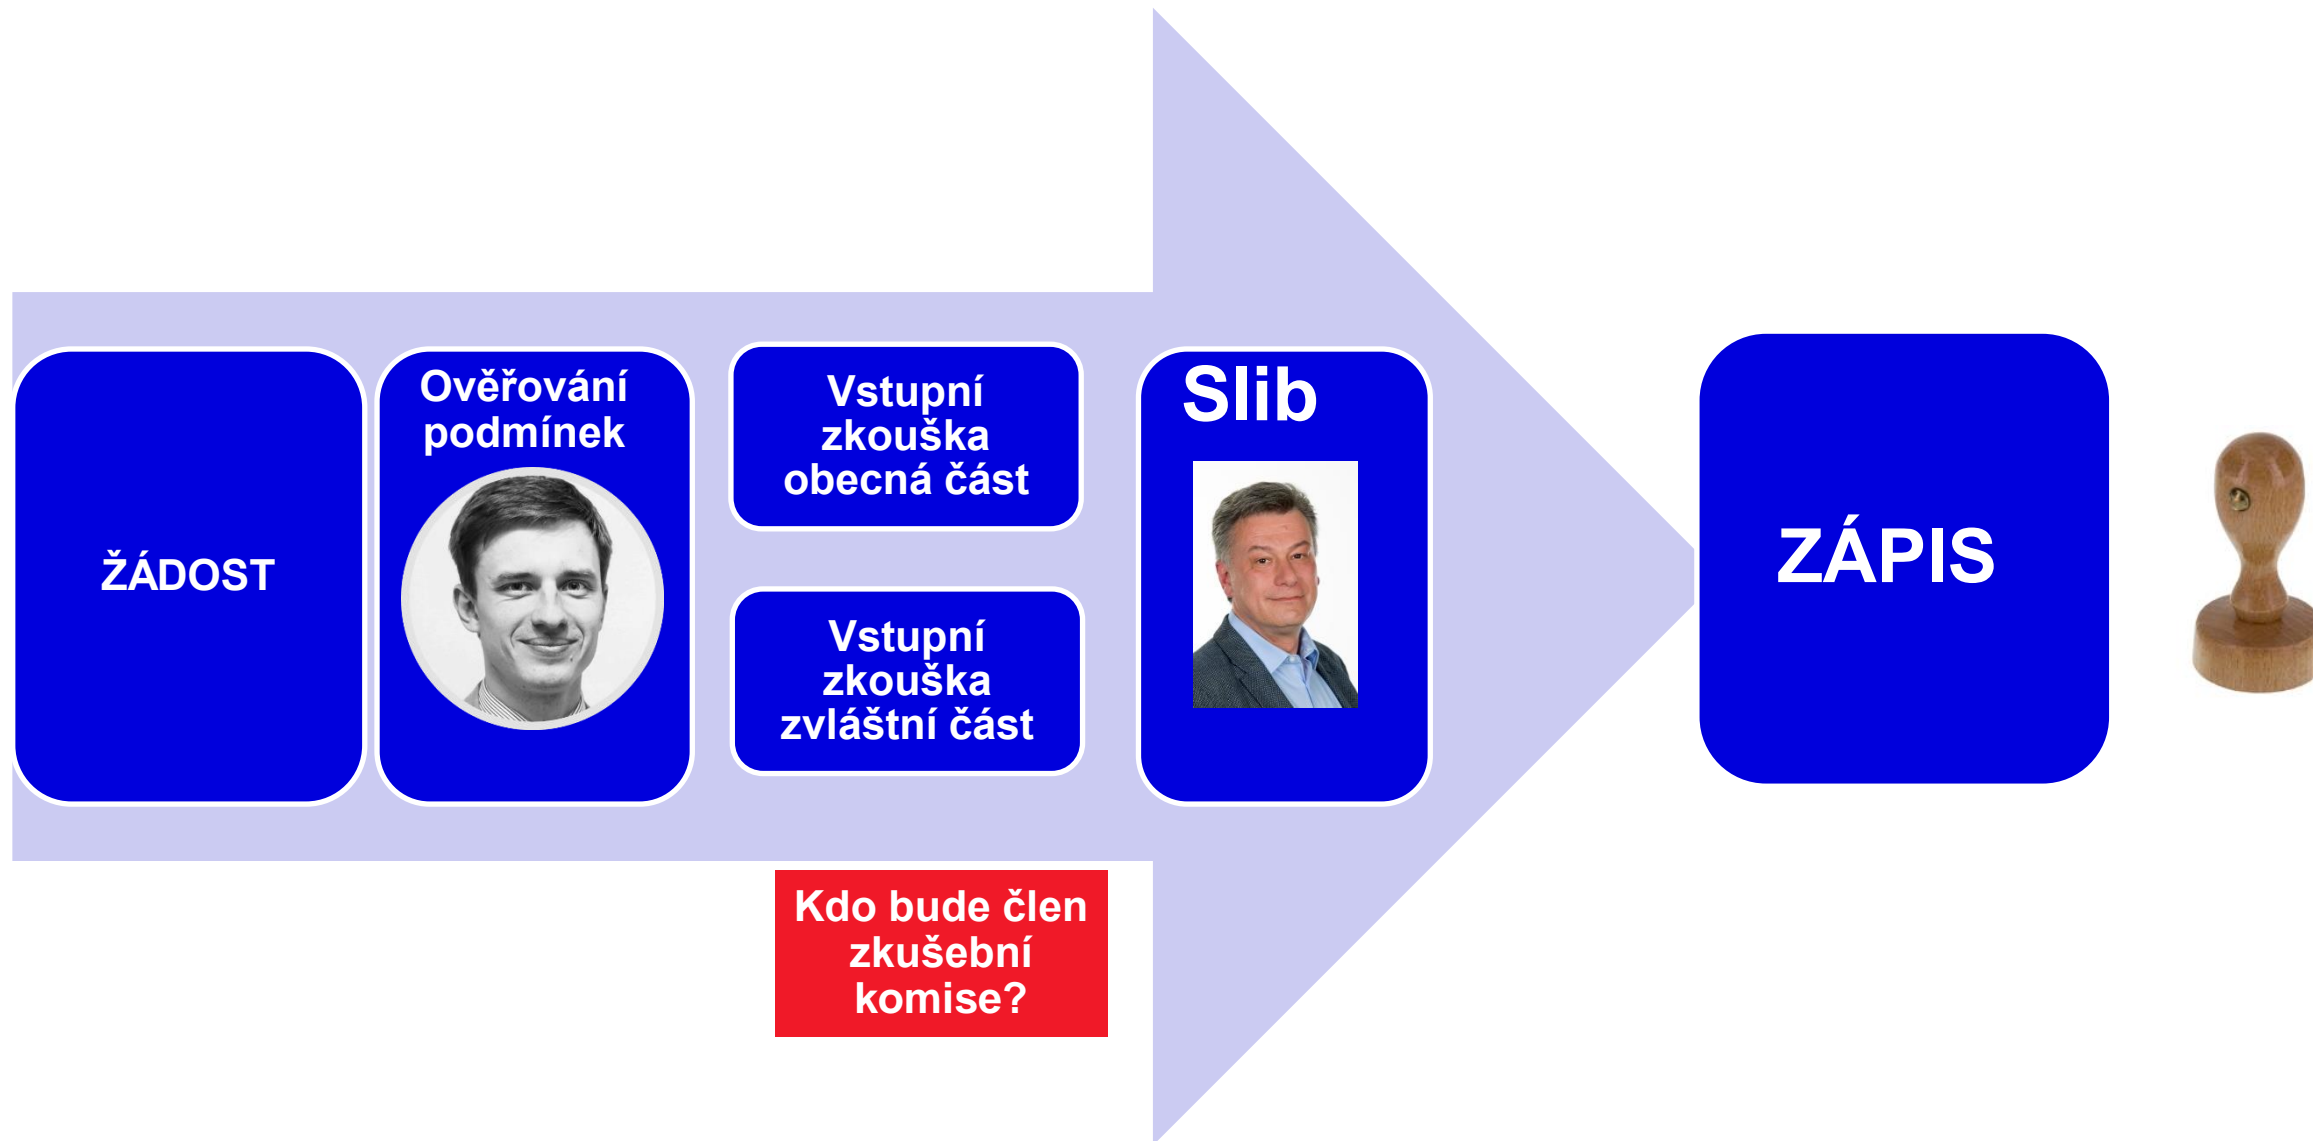 ŽÁDOST
Ověřování
podmínek
Vstupní
zkouška
obecná část
Vstupní
zkouška
zvláštní část
Slib
ZÁPIS
Kdo bude člen
zkušební
komise?